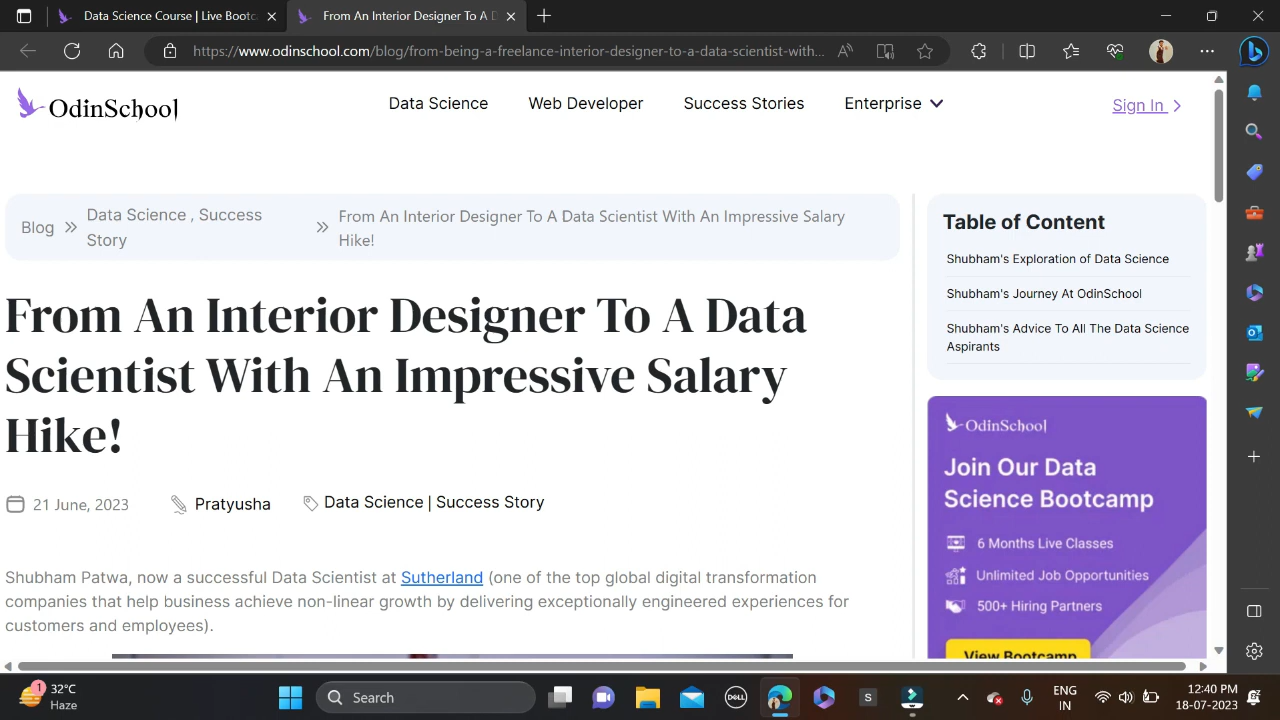 Data Science Course | Live Bootc
From An Interior Designer To A D
https://www.odinschool.com/blog/from-being-a-freelance-interior-designer-to-a-data-scientist-with...
OdinSchool
Data Science
Web Developer
Success Stories
Enterprise
Sign In
Blog
Data Science , Success
Story
From An Interior Designer To A Data Scientist With An Impressive Salary
Hike!
From An Interior Designer To A Data
Scientist With An Impressive Salary
Hike!
21 June, 2023
Pratyusha
Data Science | Success Story
Shubham Patwa, now a successful Data Scientist at Sutherland (one of the top global digital transformation
companies that help business achieve non-linear growth by delivering exceptionally engineered experiences for
customers and employees).
Table of Content
Shubham's Exploration of Data Science
Shubham's Journey At OdinSchool
Shubham's Advice To All The Data Science
Aspirants
OdinSchool
Join Our Data
Science Bootcamp
6 Months Live Classes
Unlimited Job Opportunities
500+ Hiring Partners
View Bootcamp
1
32°C
Haze
Search
DELL
S
ENG
IN
12:40 PM
18-07-2023